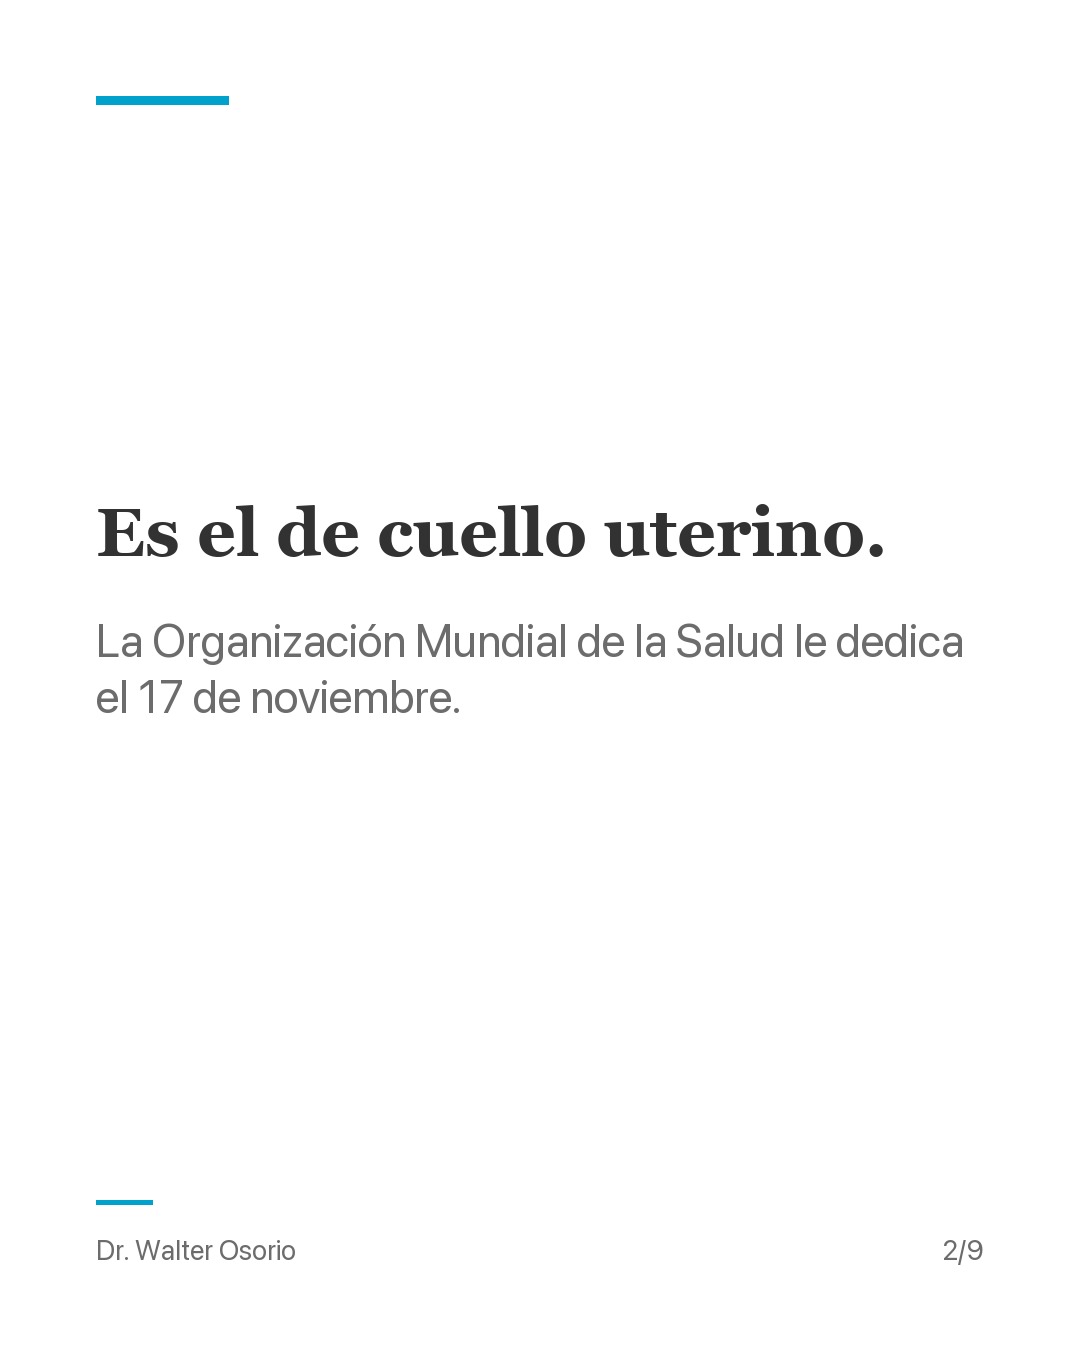 Es el de cuello uterino.
La Organización Mundial de la Salud le dedica
el 17 de noviembre.
Dr. Walter Osorio
2/9